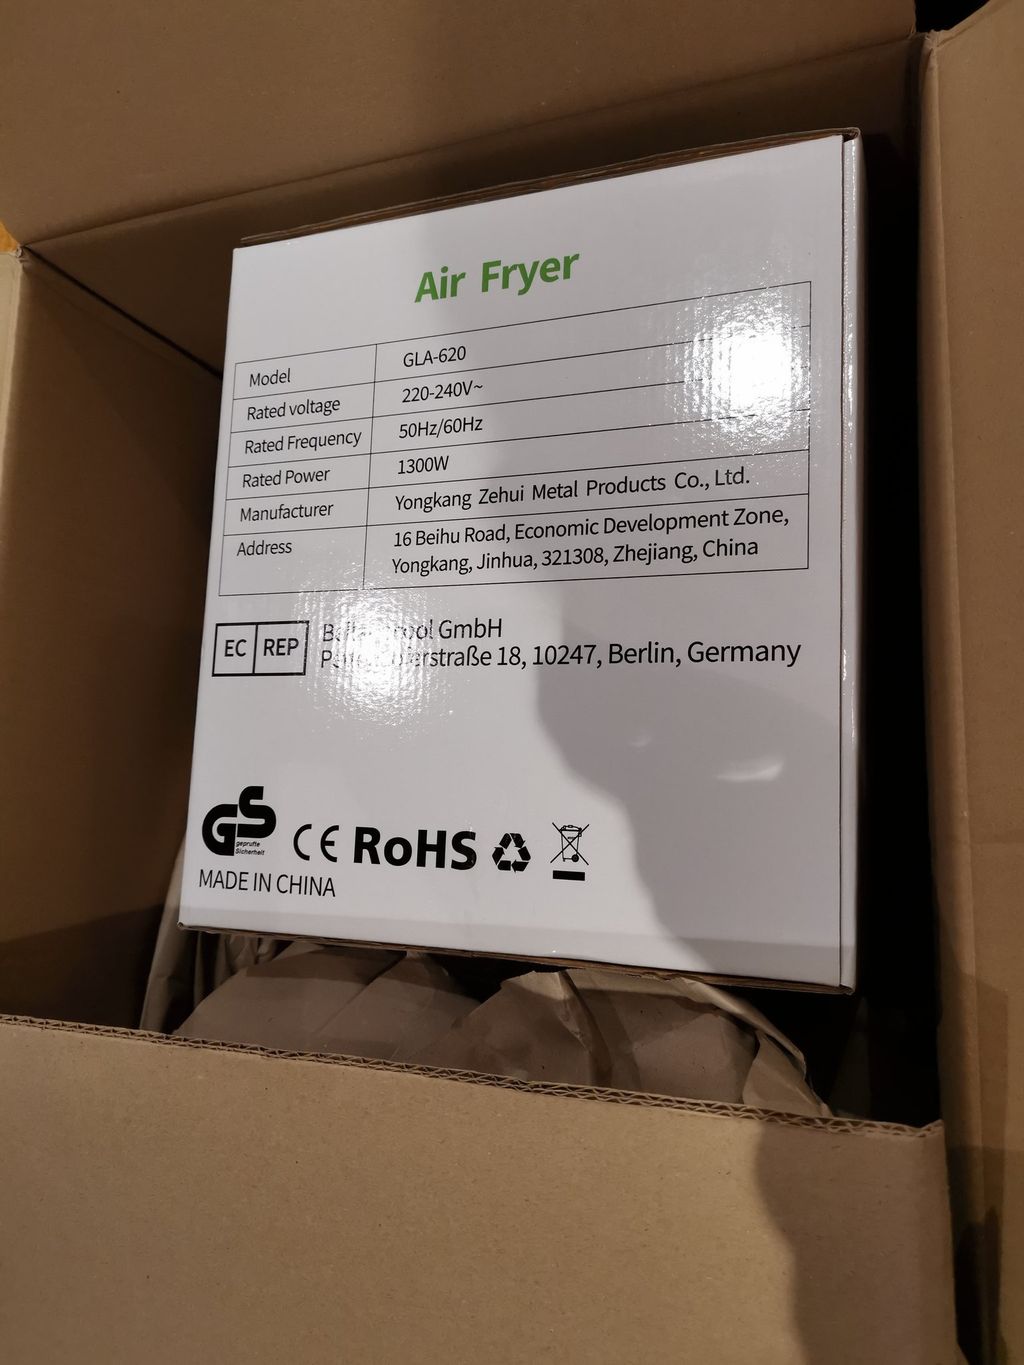 Air Fryer
Model GLA-620
Rated voltage 220-240V~
Rated Frequency 50Hz/60Hz
Rated Power 1300W
Manufacturer Yongkang Zehui Metal Products Co., Ltd.
Address 16 Beihu Road, Economic Development Zone,
Yongkang, Jinhua, 321308, Zhejiang, China
EC REP
GmbH
18, 10247, Berlin, Germany
GS
geprüfte
Sicherheit
CE RoHS
MADE IN CHINA